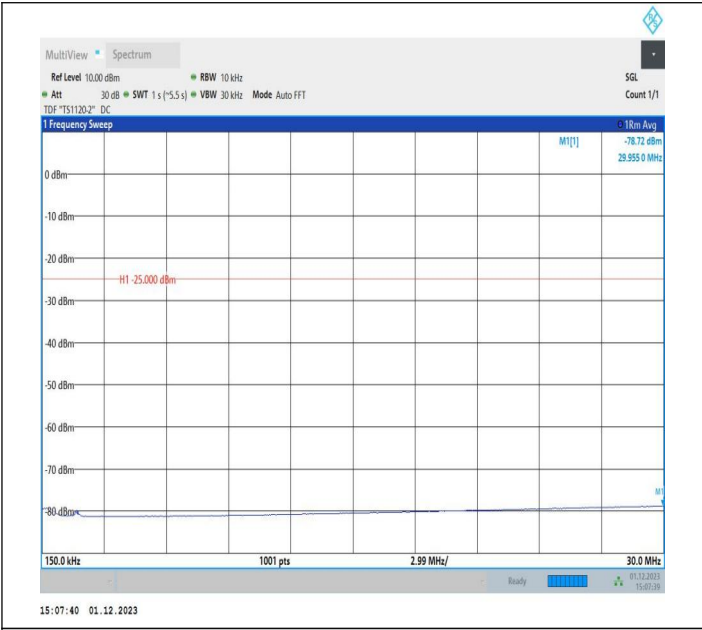 MultiView Spectrum
Ref Level 10.00 dBm RBW 10 kHz SGL
Att 30 dB SWT 1 s (~5.5 s) VBW 30 kHz Mode Auto FFT Count 1/1
TDF "TS1120-2" DC
1 Frequency Sweep 1Rm Avg
M1[1] -78.72 dBm
29.955 0 MHz
0 dBm
-10 dBm
-20 dBm
H1 -25.000 dBm
-30 dBm
-40 dBm
-50 dBm
-60 dBm
-70 dBm
M1
-80 dBm
150.0 kHz 1001 pts 2.99 MHz/ 30.0 MHz
Ready 01.12.2023
15:07:39
15:07:40 01.12.2023